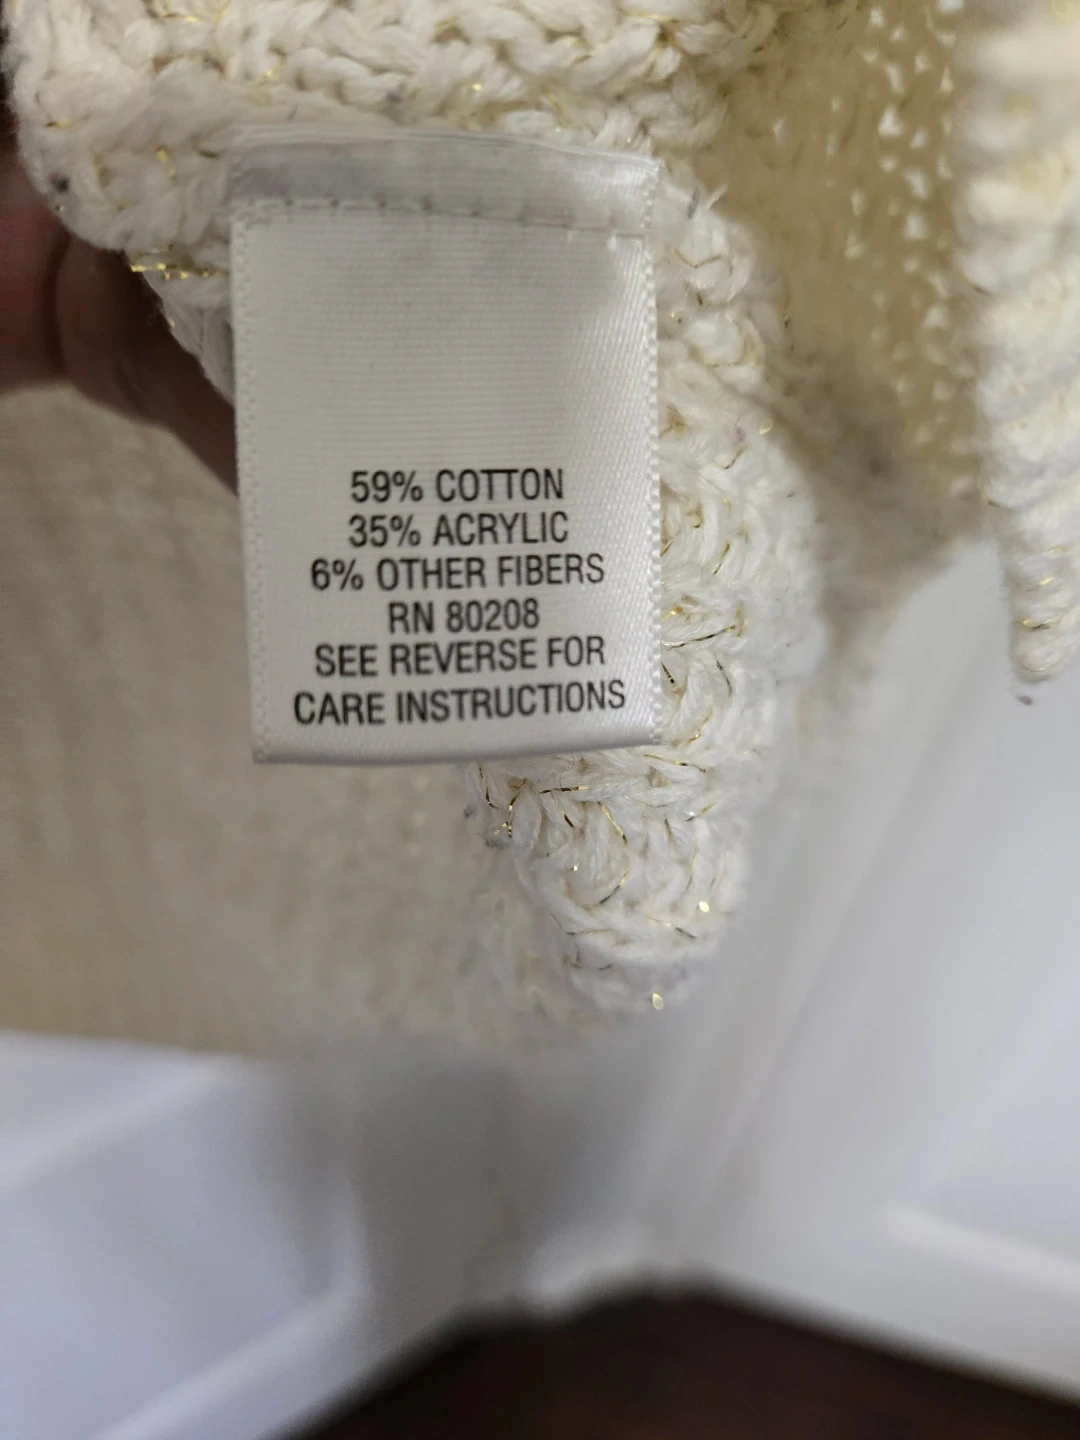 59% COTTON
35% ACRYLIC
6% OTHER FIBERS
RN 80208
SEE REVERSE FOR
CARE INSTRUCTIONS